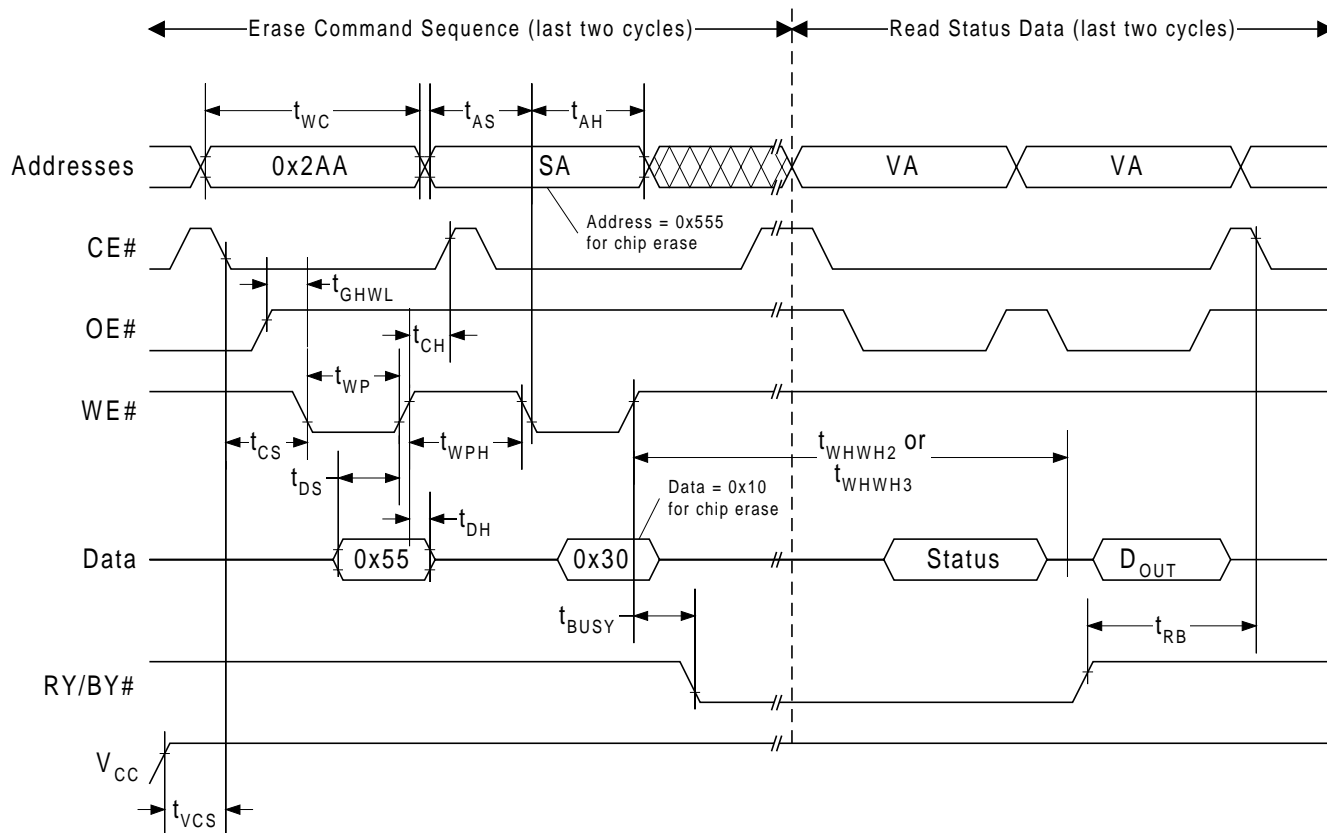 Erase Command Sequence (last two cycles)
Read Status Data (last two cycles)
tWC
tAS
tAH
Addresses
0x2AA
SA
VA
VA
Address = 0x555
for chip erase
CE#
tGHWL
OE#
tCH
tWP
WE#
tCS
tWPH
tWHWH2 or
tWHWH3
tDS
Data = 0x10
for chip erase
tDH
Data
0x55
0x30
Status
DOUT
tBUSY
tRB
RY/BY#
VCC
tVCS